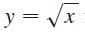 y = √x